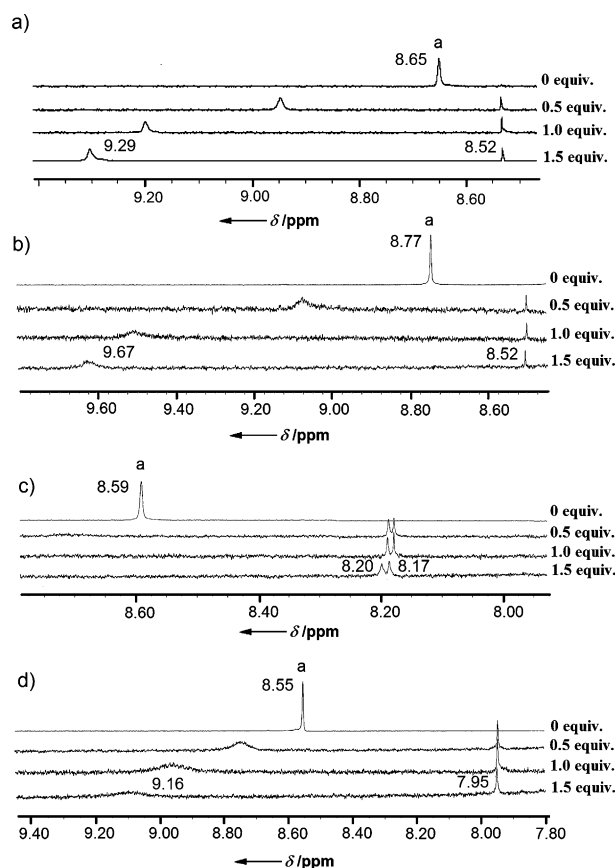 a)
a
8.65
0 equiv.
0.5 equiv.
1.0 equiv.
9.29
8.52
1.5 equiv.
9.20
9.00
8.80
8.60
δ /ppm
b)
a
8.77
0 equiv.
0.5 equiv.
1.0 equiv.
9.67
8.52
1.5 equiv.
9.60
9.40
9.20
9.00
8.80
8.60
δ /ppm
c)
a
8.59
0 equiv.
0.5 equiv.
1.0 equiv.
8.20
8.17
1.5 equiv.
8.60
8.40
8.20
8.00
δ /ppm
d)
a
8.55
0 equiv.
0.5 equiv.
1.0 equiv.
9.16
7.95
1.5 equiv.
9.40
9.20
9.00
8.80
8.60
8.40
8.20
8.00
7.80
δ /ppm